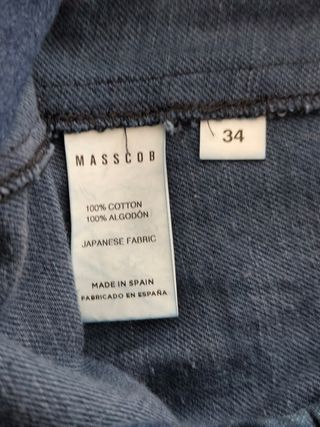 MASSCOB
100% COTTON
100% ALGODÓN
JAPANESE FABRIC
MADE IN SPAIN
FABRICADO EN ESPAÑA
34